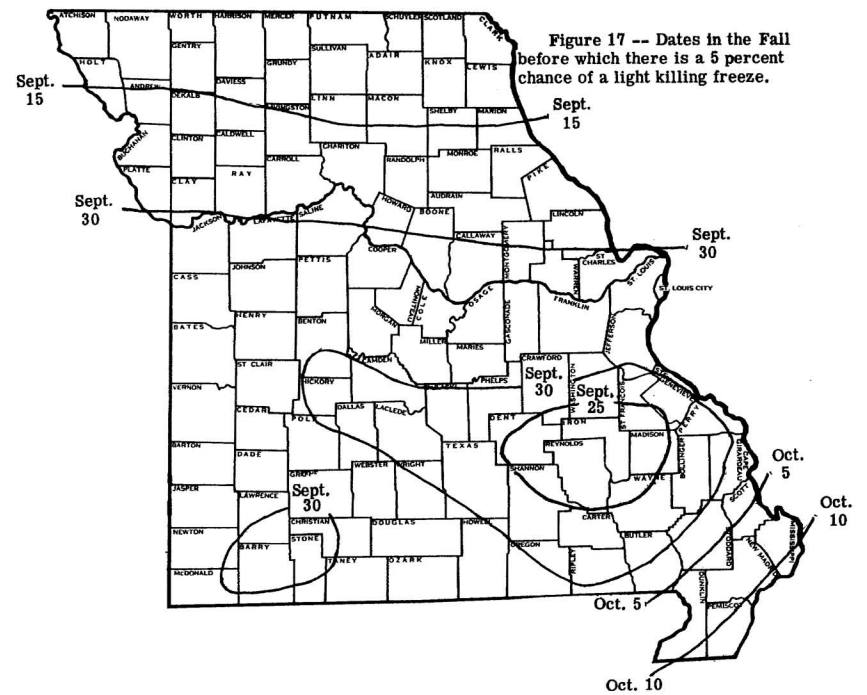 Figure 17 -- Dates in the Fall
before which there is a 5 percent
chance of a light killing freeze.
ATCHISON
NODAWAY
WORTH
HARRISON
MERCER
PUTNAM
SCHUYLER
SCOTLAND
CLARK
GENTRY
SULLIVAN
ADAIR
HOLT
GRUNDY
KNOX
LEWIS
Sept.
15
ANDREW
DEKALB
DAVIESS
LIVINGSTON
LINN
MACON
SHELBY
MARION
Sept.
15
BUCHANAN
CLINTON
CALDWELL
CHARITON
RANDOLPH
MONROE
RALLS
PLATTE
CLAY
RAY
CARROLL
PIKE
AUDRAIN
Sept.
30
JACKSON
LAFAYETTE
SALINE
HOWARD
BOONE
CALLAWAY
MONTGOMERY
LINCOLN
Sept.
30
CASS
JOHNSON
PETTIS
COOPER
WARREN
ST
CHARLES
ST. LOUIS
ST. LOUIS CITY
MONITEAU
COLE
OSAGE
GASCONADE
FRANKLIN
JEFFERSON
BATES
HENRY
BENTON
MORGAN
MILLER
MARIES
ST CLAIR
HICKORY
CAMDEN
PHELPS
CRAWFORD
Sept.
30
WASHINGTON
Sept.
25
ST FRANCOIS
STE GENEVIEVE
PERRY
VERNON
CEDAR
POLK
DALLAS
LACLEDE
DENT
IRON
BARTON
DADE
TEXAS
REYNOLDS
MADISON
BOLLINGER
CAPE
GIRARDEAU
WEBSTER
WRIGHT
SHANNON
WAYNE
SCOTT
Oct.
5
JASPER
LAWRENCE
Sept.
30
CHRISTIAN
DOUGLAS
HOWELL
CARTER
BUTLER
MISSISSIPPI
Oct.
10
NEWTON
BARRY
STONE
OREGON
RIPLEY
NEW MADRID
McDONALD
TANEY
OZARK
DUNKLIN
PEMISCOT
Oct. 5
Oct. 10